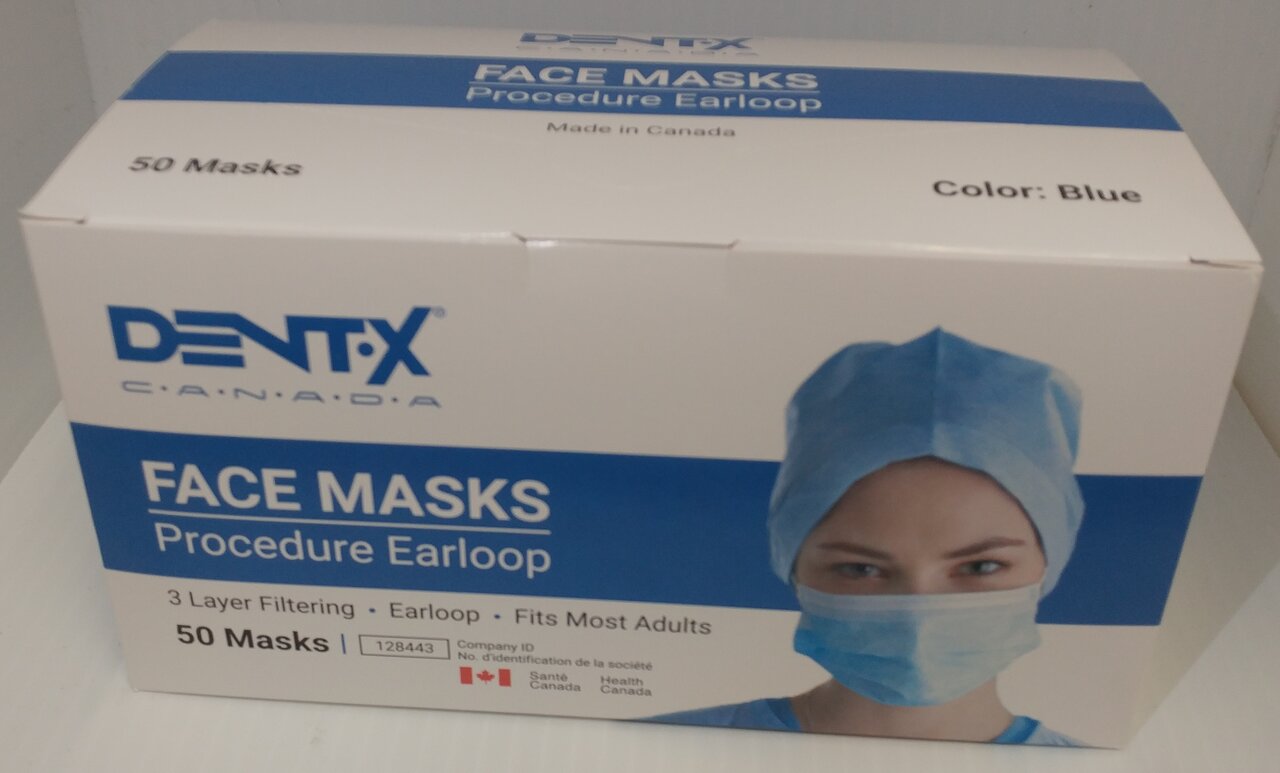 DENT•X
C•A•N•A•D•A
FACE MASKS
Procedure Earloop
Made in Canada
50 Masks
Color: Blue
DENT•X®
C•A•N•A•D•A
FACE MASKS
Procedure Earloop
3 Layer Filtering • Earloop • Fits Most Adults
50 Masks | 128443 Company ID
No. d'identification de la société
Santé Health
Canada Canada